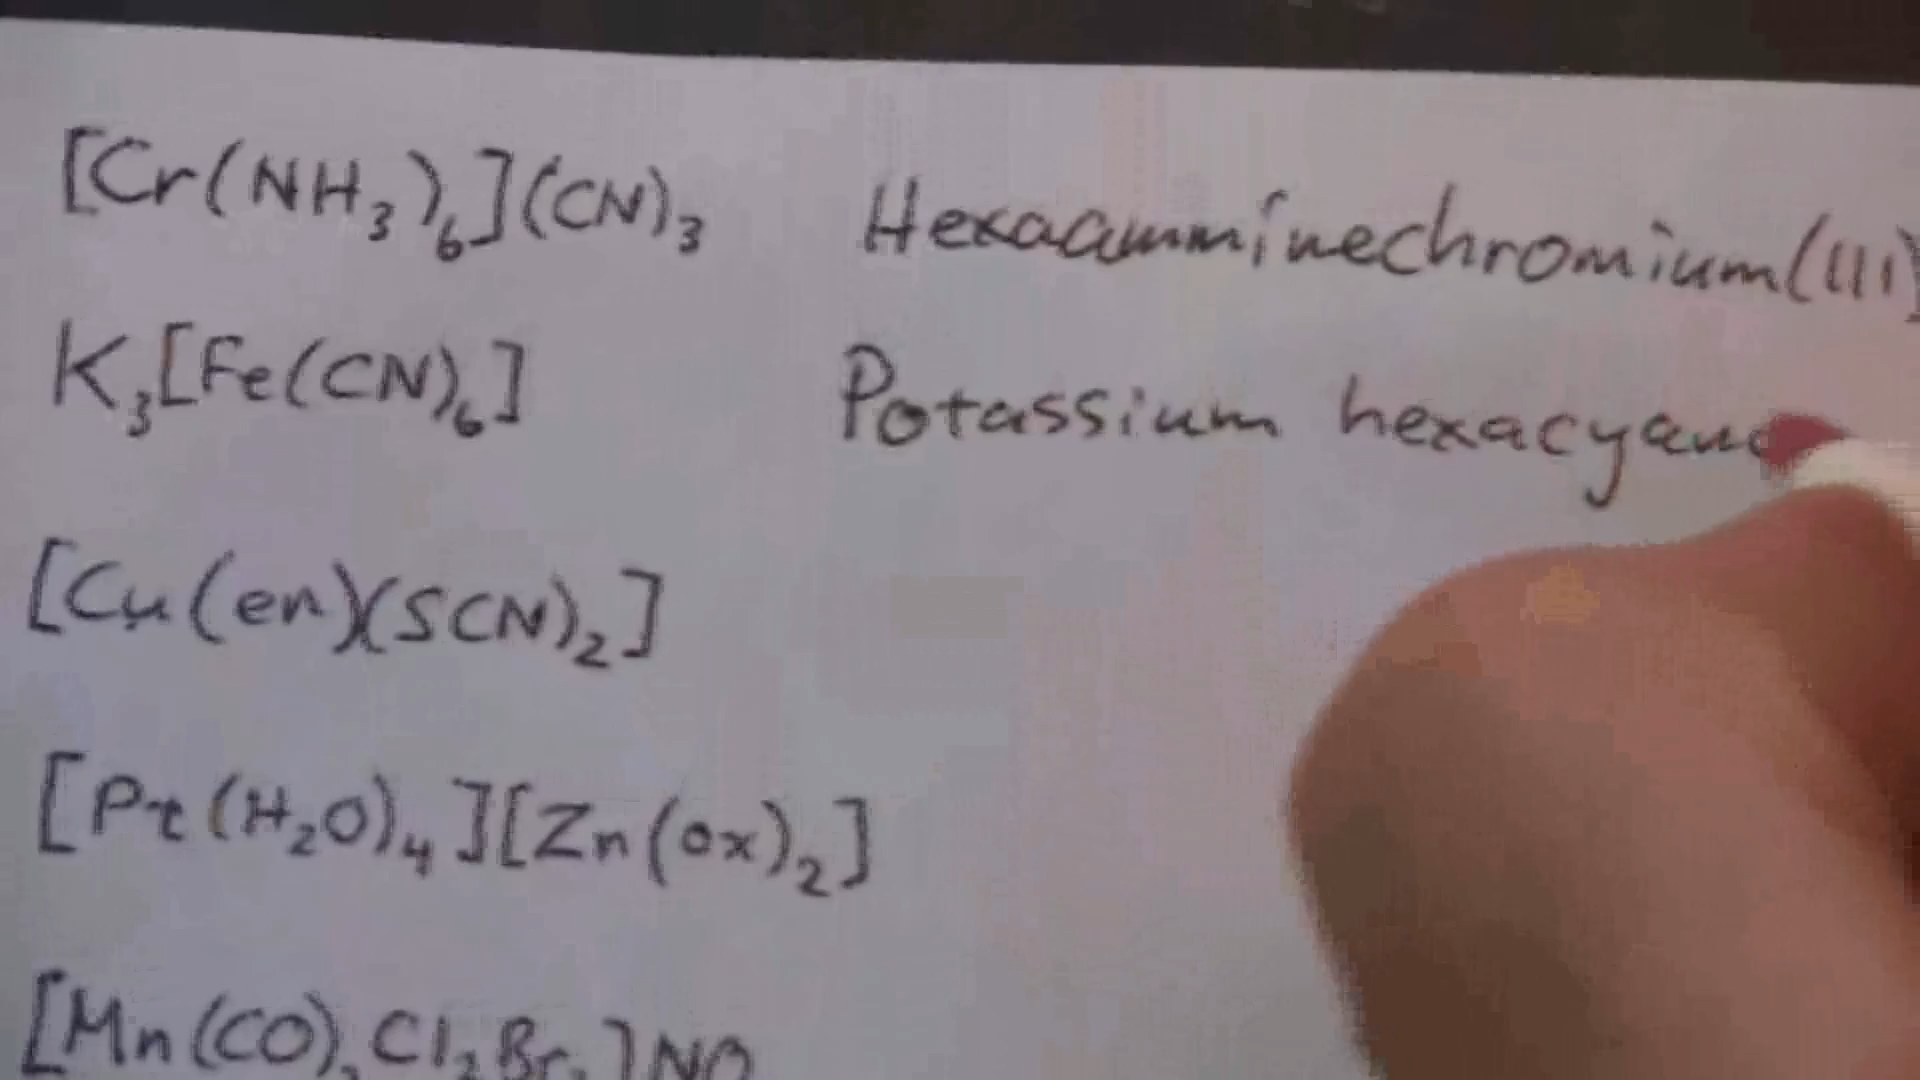 [Cr(NH₃)₆](CN)₃ Hexaamminechromium(III)
K₃[Fe(CN)₆] Potassium hexacyano
[Cu(en)(SCN)₂]
[Pt(H₂O)₄][Zn(ox)₂]